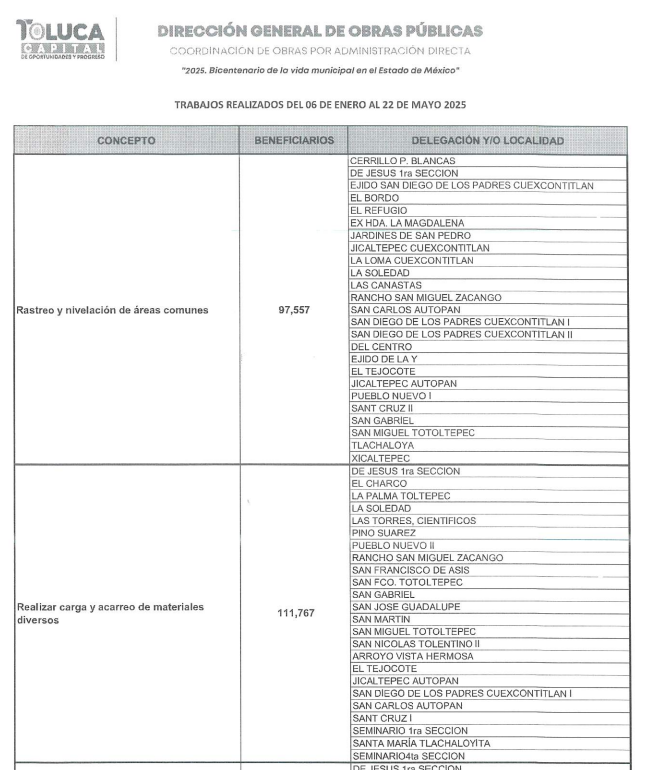 TOLUCA
CAPITAL
DE OPORTUNIDADES Y PROGRESO
DIRECCIÓN GENERAL DE OBRAS PÚBLICAS
COORDINACIÓN DE OBRAS POR ADMINISTRACIÓN DIRECTA
"2025. Bicentenario de la vida municipal en el Estado de México"
TRABAJOS REALIZADOS DEL 06 DE ENERO AL 22 DE MAYO 2025
CONCEPTO BENEFICIARIOS DELEGACIÓN Y/O LOCALIDAD
Rastreo y nivelación de áreas comunes
97,557
CERRILLO P. BLANCAS
DE JESUS 1ra SECCION
EJIDO SAN DIEGO DE LOS PADRES CUEXCONTITLAN
EL BORDO
EL REFUGIO
EX HDA. LA MAGDALENA
JARDINES DE SAN PEDRO
JICALTEPEC CUEXCONTITLAN
LA LOMA CUEXCONTITLAN
LA SOLEDAD
LAS CANASTAS
RANCHO SAN MIGUEL ZACANGO
SAN CARLOS AUTOPAN
SAN DIEGO DE LOS PADRES CUEXCONTITLAN I
SAN DIEGO DE LOS PADRES CUEXCONTITLAN II
DEL CENTRO
EJIDO DE LA Y
EL TEJOCOTE
JICALTEPEC AUTOPAN
PUEBLO NUEVO I
SANT CRUZ II
SAN GABRIEL
SAN MIGUEL TOTOLTEPEC
TLACHALOYA
XICALTEPEC
Realizar carga y acarreo de materiales
diversos
111,767
DE JESUS 1ra SECCION
EL CHARCO
LA PALMA TOLTEPEC
LA SOLEDAD
LAS TORRES, CIENTIFICOS
PINO SUAREZ
PUEBLO NUEVO II
RANCHO SAN MIGUEL ZACANGO
SAN FRANCISCO DE ASIS
SAN FCO. TOTOLTEPEC
SAN GABRIEL
SAN JOSE GUADALUPE
SAN MARTIN
SAN MIGUEL TOTOLTEPEC
SAN NICOLAS TOLENTINO II
ARROYO VISTA HERMOSA
EL TEJOCOTE
JICALTEPEC AUTOPAN
SAN DIEGO DE LOS PADRES CUEXCONTITLAN I
SAN CARLOS AUTOPAN
SANT CRUZ I
SEMINARIO 1ra SECCION
SANTA MARÍA TLACHALOYITA
SEMINARIO4ta SECCION
DE JESUS 1ra SECCION